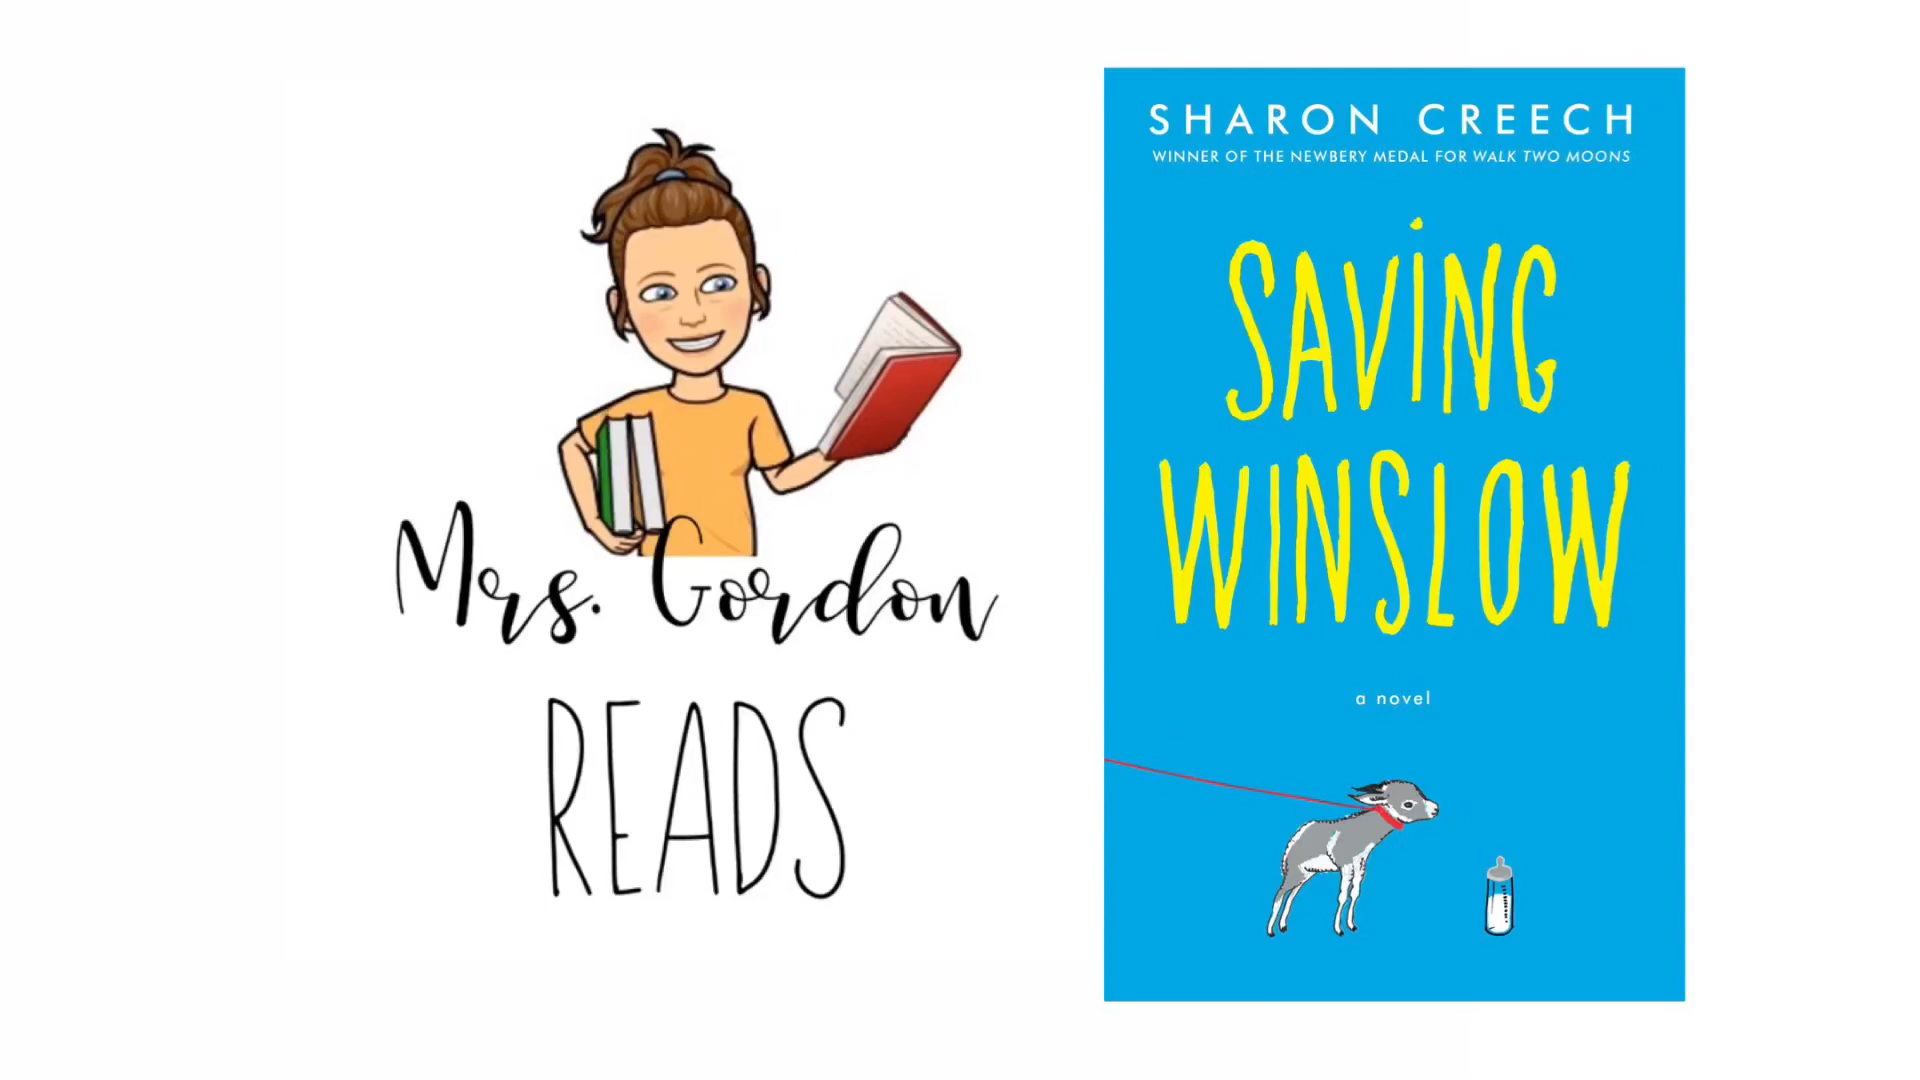 Mrs. Gordon
READS
SHARON CREECH
WINNER OF THE NEWBERY MEDAL FOR WALK TWO MOONS
SAVING
WINSLOW
a novel